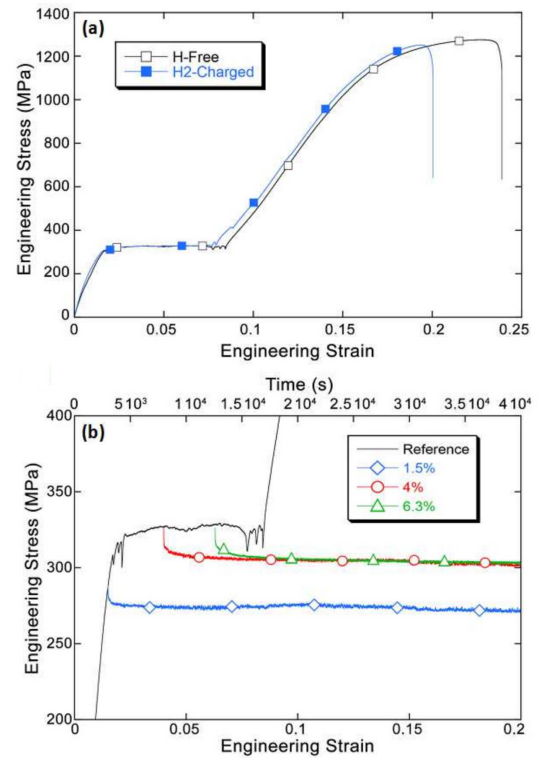 (a)
1400
1200
1000
800
600
400
200
0
H-Free
H2-Charged
Engineering Stress (MPa)
0 0.05 0.1 0.15 0.2 0.25
Engineering Strain
Time (s)
0 5 10³ 1 10⁴ 1.5 10⁴ 2 10⁴ 2.5 10⁴ 3 10⁴ 3.5 10⁴ 4 10⁴
(b)
400
350
300
250
200
Reference
1.5%
4%
6.3%
Engineering Stress (MPa)
0.05 0.1 0.15 0.2
Engineering Strain